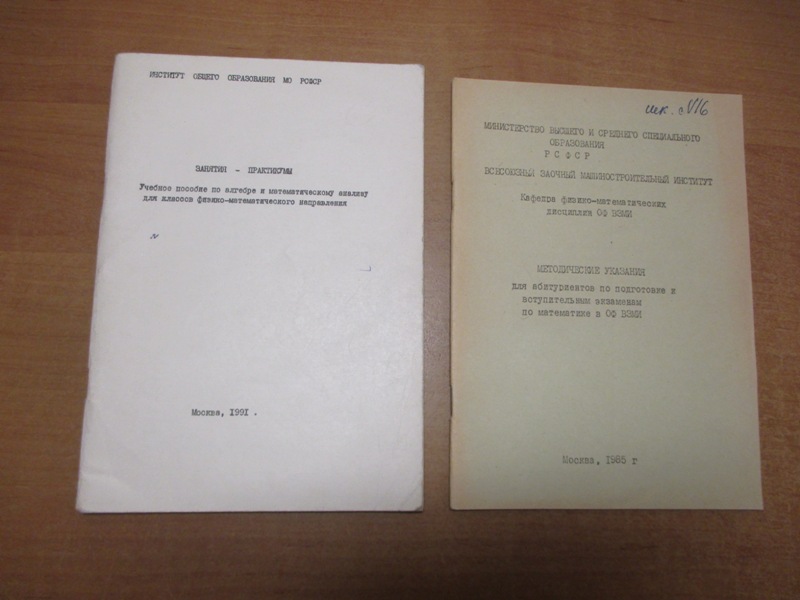 ИНСТИТУТ ОБЩЕГО ОБРАЗОВАНИЯ МО РСФСР
ЗАНЯТИЯ - ПРАКТИКУМЫ
Учебное пособие по алгебре и математическому анализу
для классов физико-математического направления
Москва, 1991 .
шк. с V16
МИНИСТЕРСТВО ВЫСШЕГО И СРЕДНЕГО СПЕЦИАЛЬНОГО
ОБРАЗОВАНИЯ
Р С Ф С Р
ВСЕСОЮЗНЫЙ ЗАОЧНЫЙ МАШИНОСТРОИТЕЛЬНЫЙ ИНСТИТУТ
Кафедра физико-математических
дисциплин ОФ ВЗМИ
МЕТОДИЧЕСКИЕ УКАЗАНИЯ
для абитуриентов по подготовке к
вступительным экзаменам
по математике в ОФ ВЗМИ
Москва, 1985 г